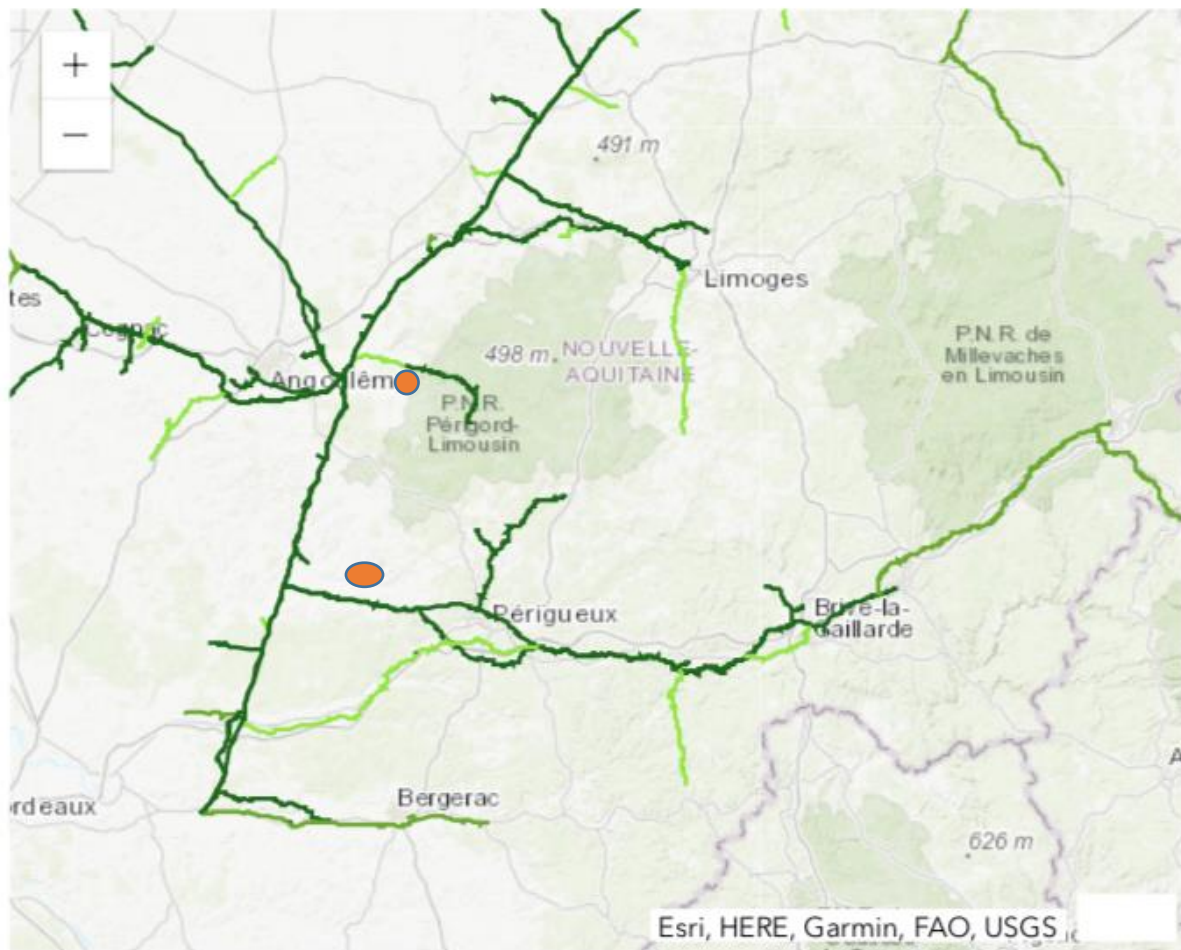 +
−
491 m
Limoges
tes
498 m
NOUVELLE-
AQUITAINE
P.N.R. de
Millevaches
en Limousin
P.N.R.
Périgord-
Limousin
Périgueux
Brive-la-
Gaillarde
Bergerac
ordeaux
A
626 m
Esri, HERE, Garmin, FAO, USGS